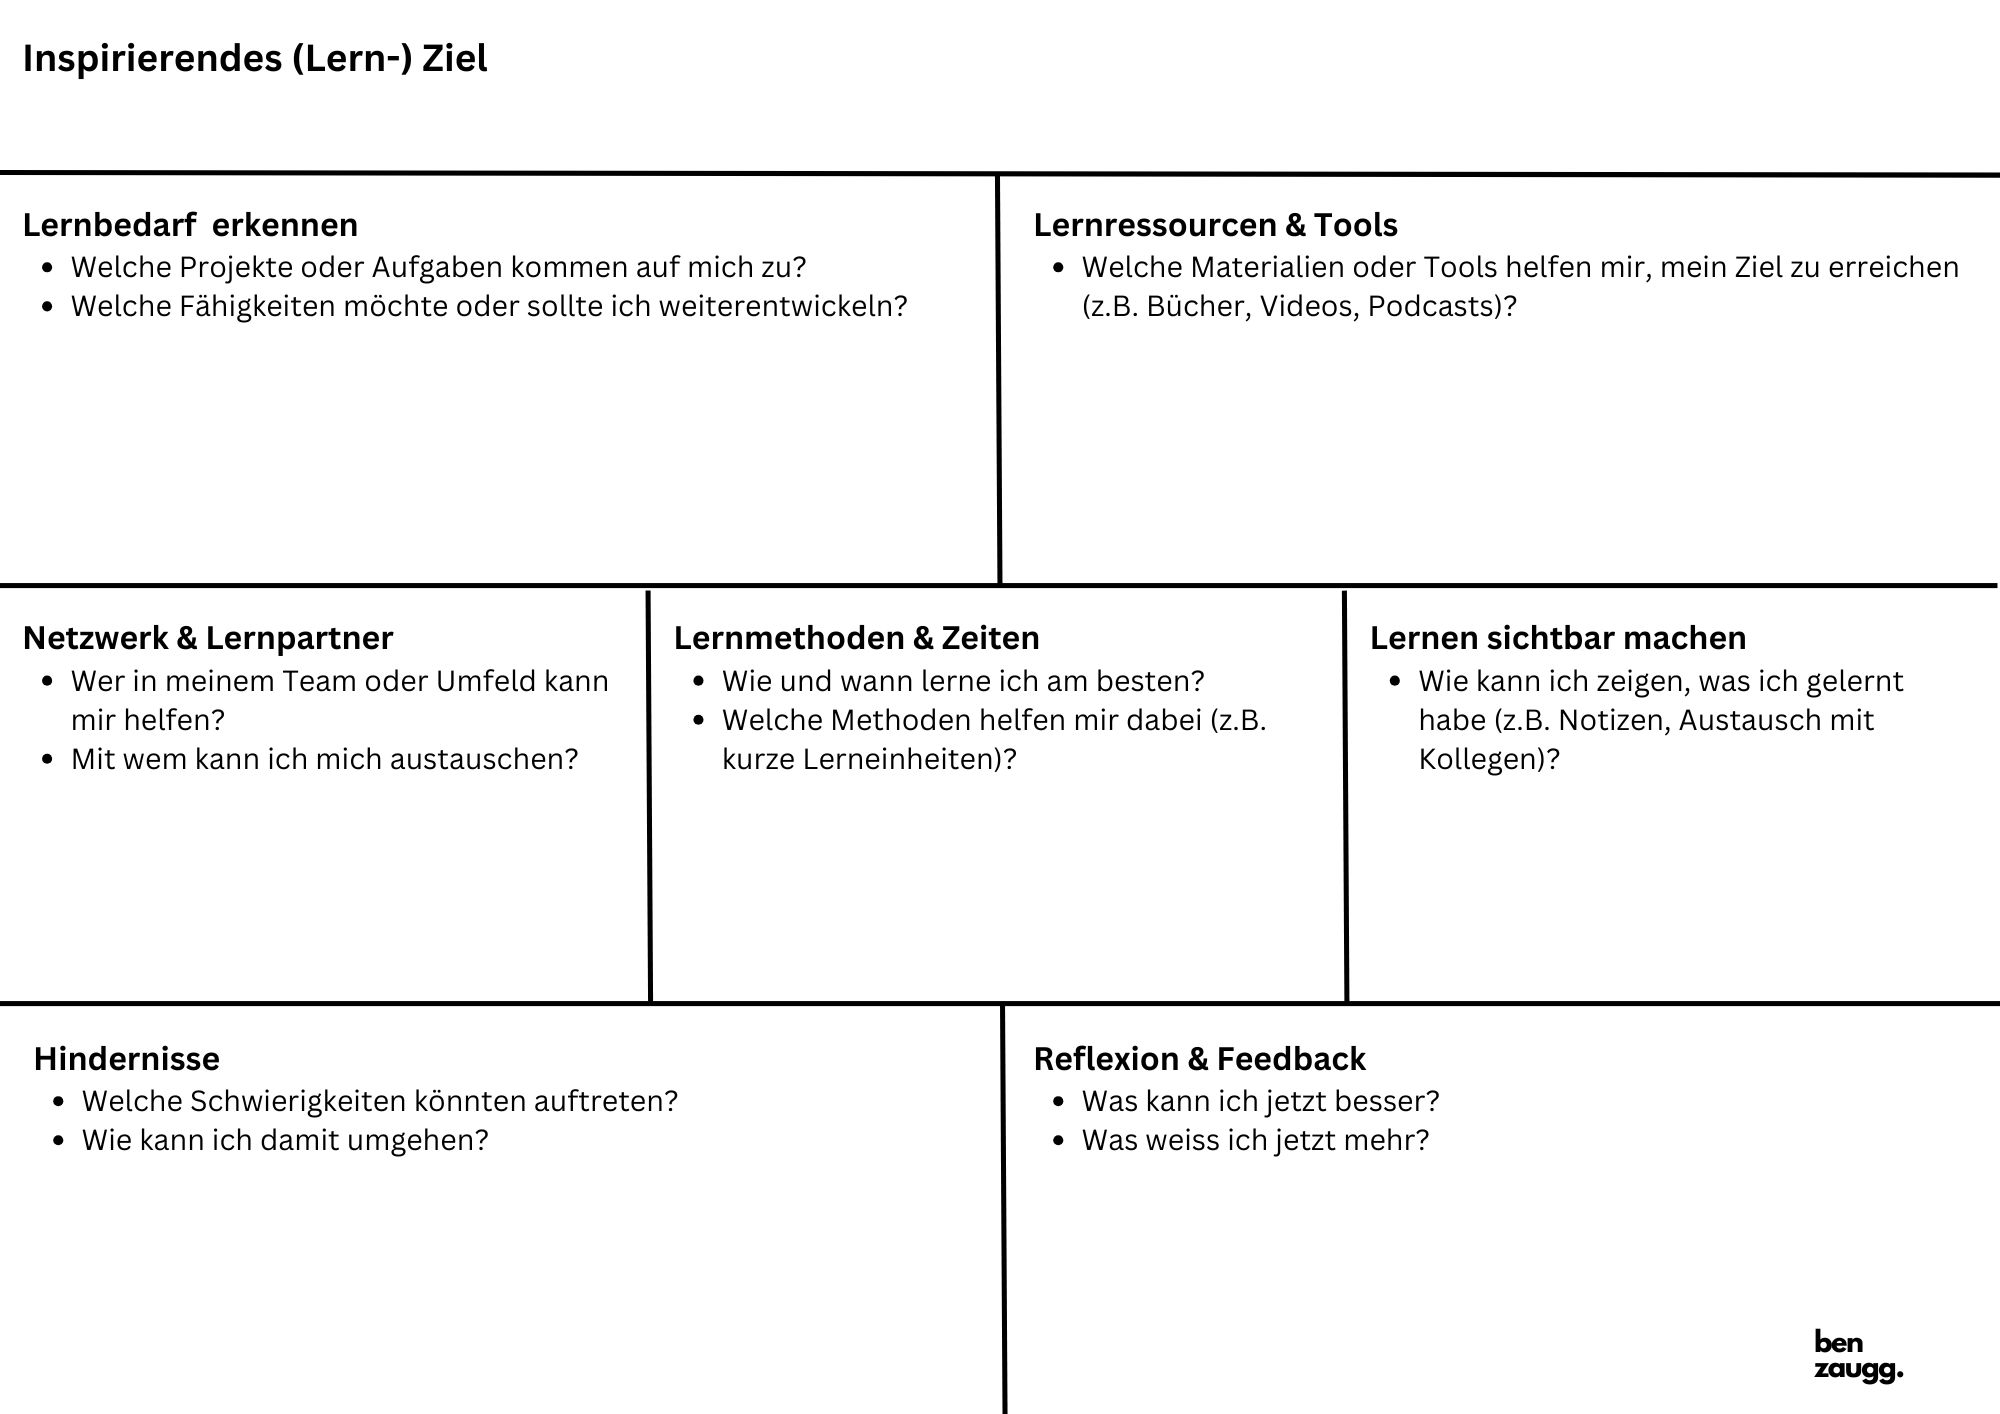 Inspirierendes (Lern-) Ziel
Lernbedarf  erkennen
• Welche Projekte oder Aufgaben kommen auf mich zu?
• Welche Fähigkeiten möchte oder sollte ich weiterentwickeln?
Lernressourcen & Tools
• Welche Materialien oder Tools helfen mir, mein Ziel zu erreichen
(z.B. Bücher, Videos, Podcasts)?
Netzwerk & Lernpartner
• Wer in meinem Team oder Umfeld kann
mir helfen?
• Mit wem kann ich mich austauschen?
Lernmethoden & Zeiten
• Wie und wann lerne ich am besten?
• Welche Methoden helfen mir dabei (z.B.
kurze Lerneinheiten)?
Lernen sichtbar machen
• Wie kann ich zeigen, was ich gelernt
habe (z.B. Notizen, Austausch mit
Kollegen)?
Hindernisse
• Welche Schwierigkeiten könnten auftreten?
• Wie kann ich damit umgehen?
Reflexion & Feedback
• Was kann ich jetzt besser?
• Was weiss ich jetzt mehr?
ben
zaugg.